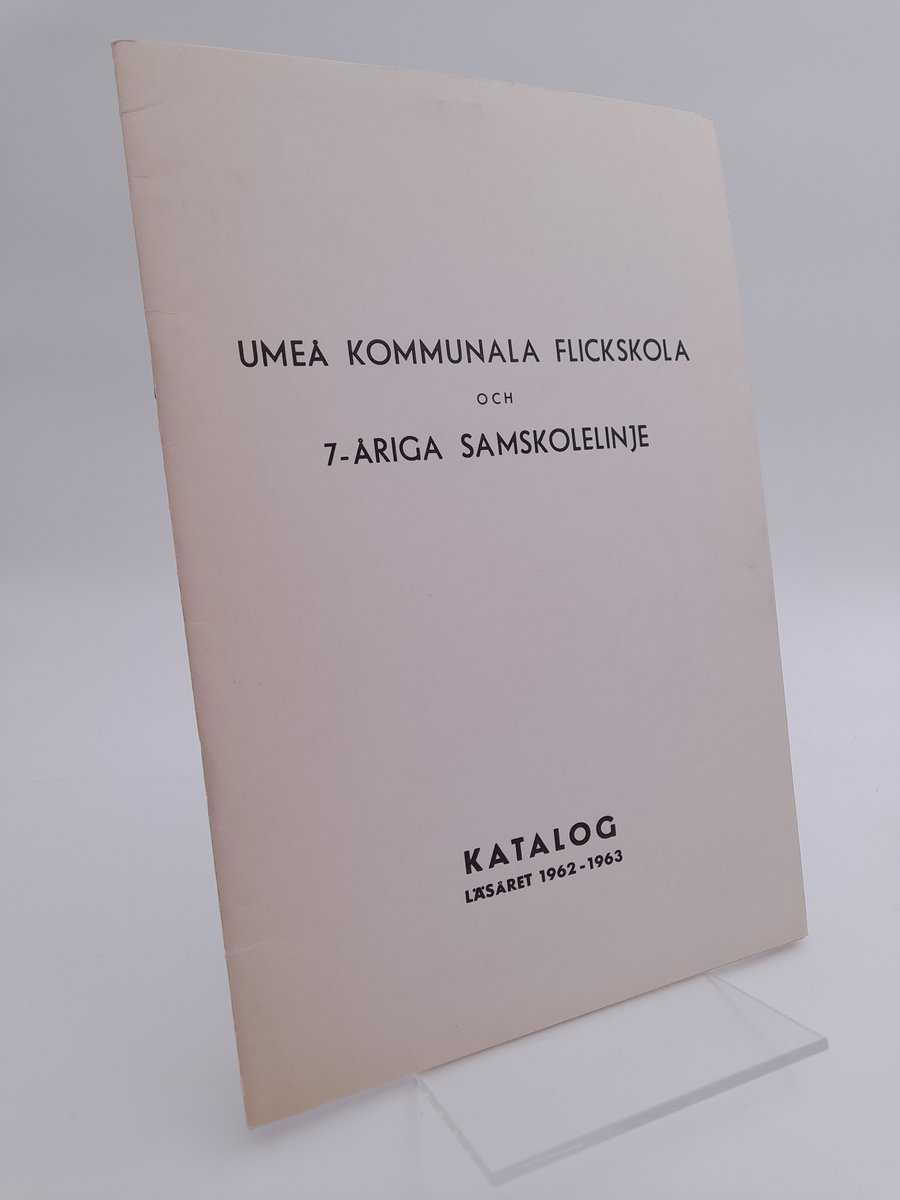 UMEÅ KOMMUNALA FLICKSKOLA
OCH
7-ÅRIGA SAMSKOLELINJE
KATALOG
LÄSÅRET 1962-1963